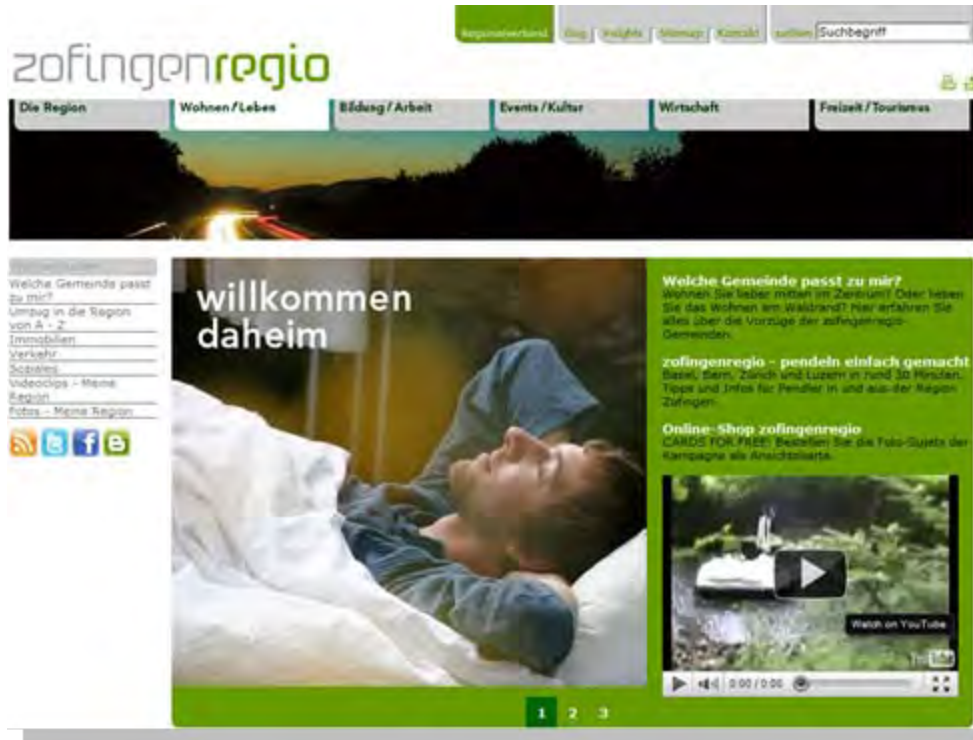 Regionalverband Blog Insights Sitemap Kontakt suchen Suchbegriff
zofingenregio
Die Region Wohnen/Leben Bildung/Arbeit Events/Kultur Wirtschaft Freizeit/Tourismus
Welche Gemeinde passt
zu mir?
Umzug in die Region
von A - Z
Immobilien
Verkehr
Soziales
Videoclips - Meine
Region
Fotos - Meine Region
willkommen
daheim
Welche Gemeinde passt zu mir?
Wohnen Sie lieber mitten im Zentrum? Oder lieben
Sie das Wohnen am Waldrand? Hier erfahren Sie
alles über die Vorzüge der zofingenregio-
Gemeinden.
zofingenregio - pendeln einfach gemacht
Basel, Bern, Zürich und Luzern in rund 30 Minuten.
Tipps und Infos für Pendler in und aus der Region
Zofingen.
Online-Shop zofingenregio
CARDS FOR FREE! Bestellen Sie die Foto-Sujets der
Kampagne als Ansichtskarte.
Watch on YouTube
YouTube
0:00 / 0:00
1 2 3